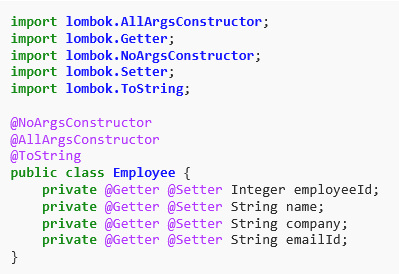 import lombok.AllArgsConstructor;
import lombok.Getter;
import lombok.NoArgsConstructor;
import lombok.Setter;
import lombok.ToString;

@NoArgsConstructor
@AllArgsConstructor
@ToString
public class Employee {
    private @Getter @Setter Integer employeeId;
    private @Getter @Setter String name;
    private @Getter @Setter String company;
    private @Getter @Setter String emailId;
}